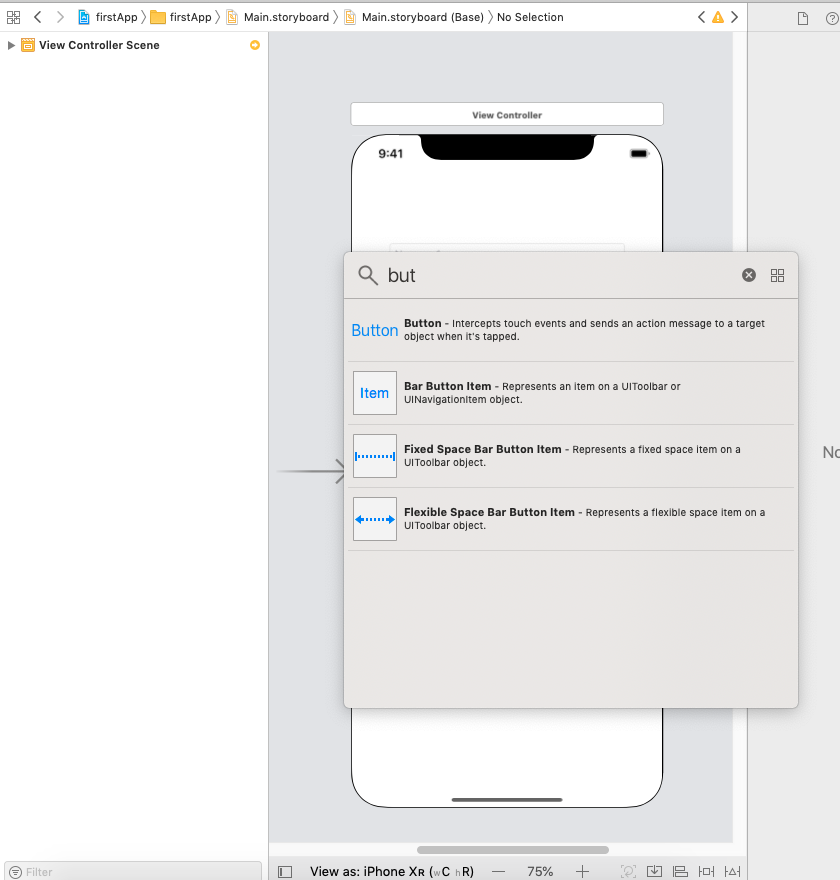 firstApp
firstApp
Main.storyboard
Main.storyboard (Base)
No Selection
View Controller Scene
View Controller
9:41
but
Button
Button - Intercepts touch events and sends an action message to a target
object when it's tapped.
Item
Bar Button Item - Represents an item on a UIToolbar or
UINavigationItem object.
Fixed Space Bar Button Item - Represents a fixed space item on a
UIToolbar object.
Flexible Space Bar Button Item - Represents a flexible space item on a
UIToolbar object.
No
Filter
View as: iPhone XR (wC hR)
75%